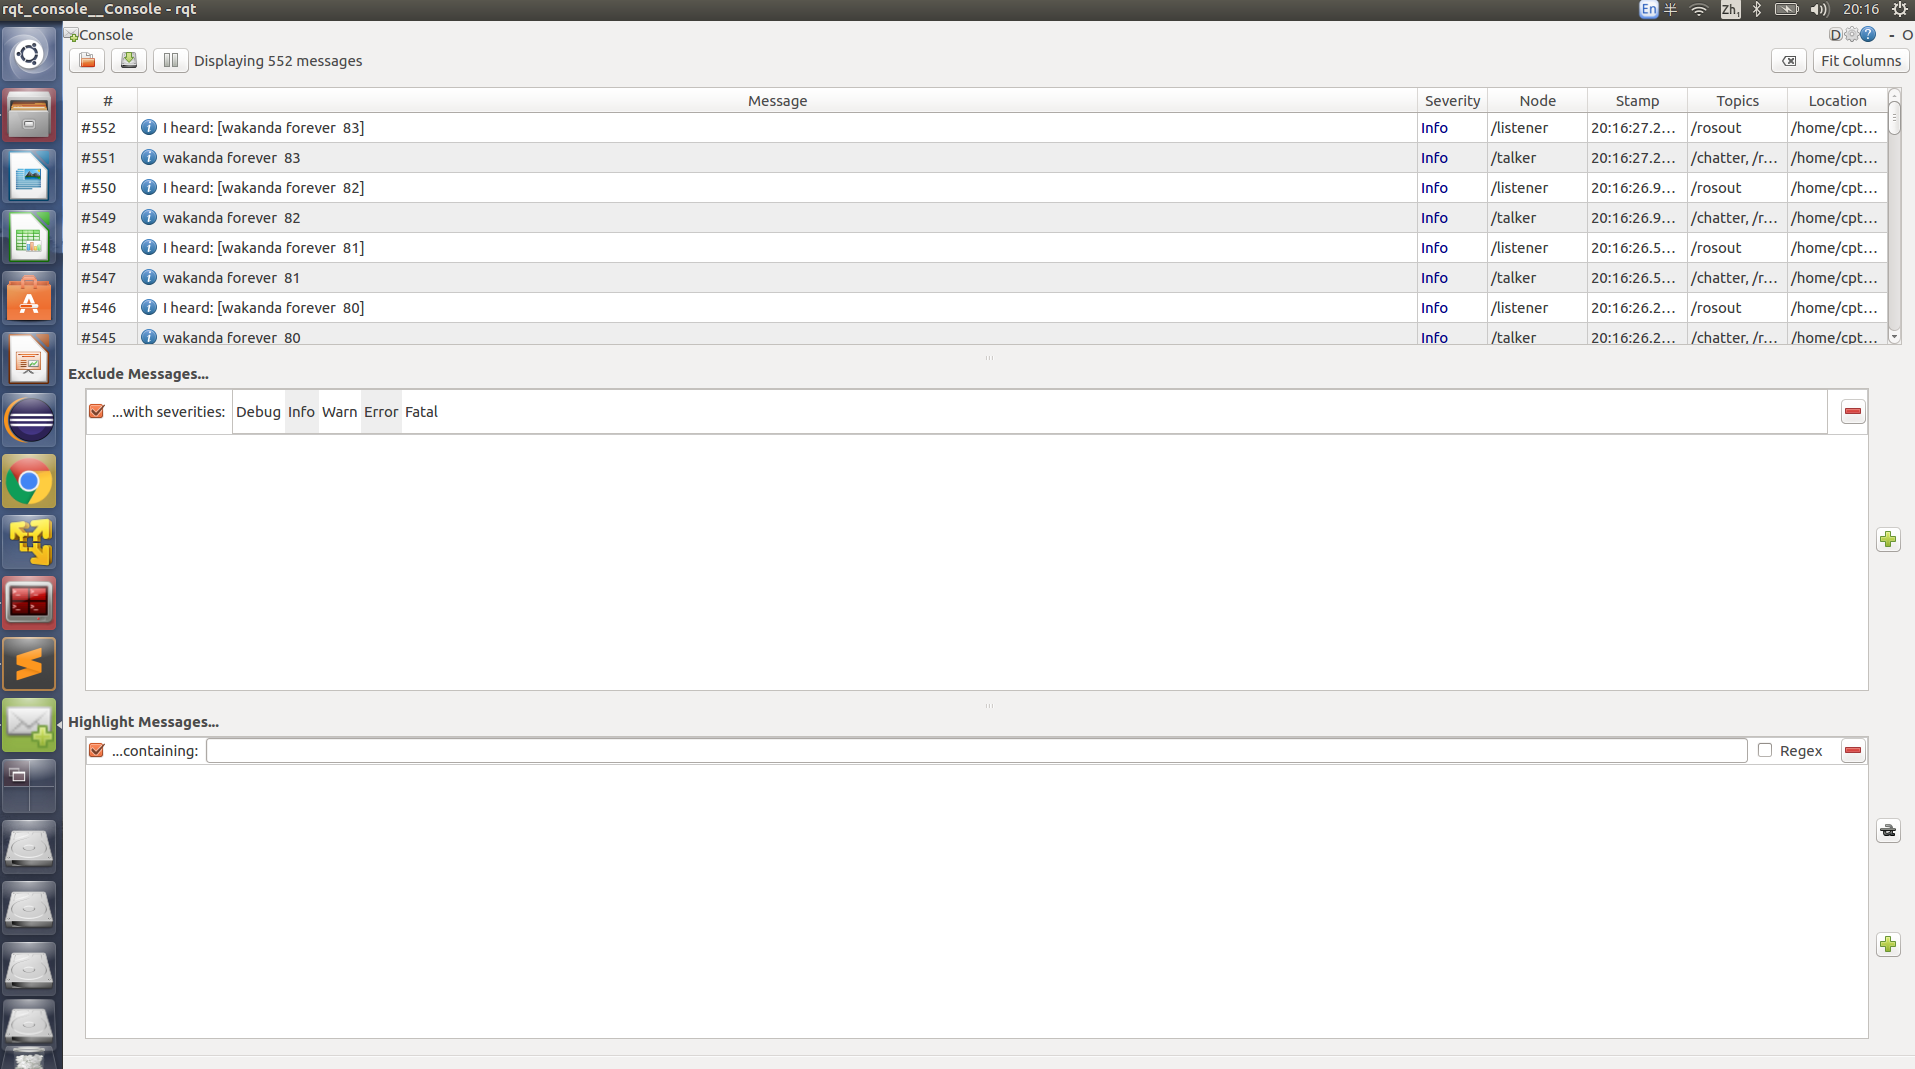 rqt_console__Console - rqt
En 半 Zh1 20:16
Console
D ? - O
Displaying 552 messages
Fit Columns
# Message Severity Node Stamp Topics Location
#552 I heard: [wakanda forever  83] Info /listener 20:16:27.2... /rosout /home/cpt...
#551 wakanda forever  83 Info /talker 20:16:27.2... /chatter, /r... /home/cpt...
#550 I heard: [wakanda forever  82] Info /listener 20:16:26.9... /rosout /home/cpt...
#549 wakanda forever  82 Info /talker 20:16:26.9... /chatter, /r... /home/cpt...
#548 I heard: [wakanda forever  81] Info /listener 20:16:26.5... /rosout /home/cpt...
#547 wakanda forever  81 Info /talker 20:16:26.5... /chatter, /r... /home/cpt...
#546 I heard: [wakanda forever  80] Info /listener 20:16:26.2... /rosout /home/cpt...
#545 wakanda forever  80 Info /talker 20:16:26.2... /chatter, /r... /home/cpt...
Exclude Messages...
...with severities: Debug Info Warn Error Fatal
Highlight Messages...
...containing: Regex